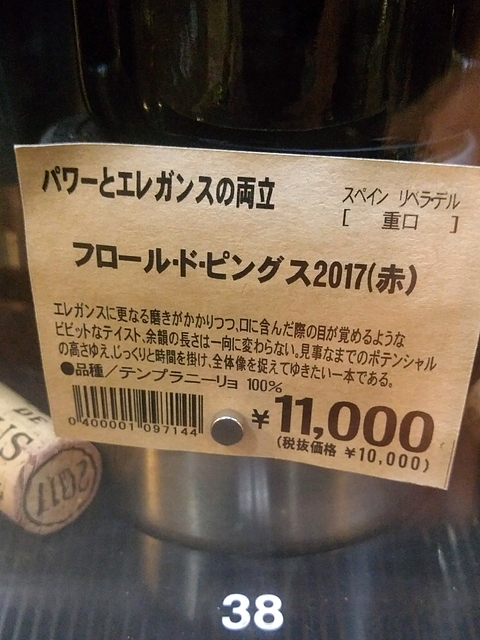 パワーとエレガンスの両立
スペイン リベラ・デル
[ 重口 ]
フロール・ド・ピングス2017(赤)
エレガンスに更なる磨きがかかりつつ、口に含んだ際の目が覚めるような
ビビットなテイスト、余韻の長さは一向に変わらない。見事なまでのポテンシャル
の高さゆえ、じっくりと時間を掛け、全体像を捉えてゆきたい一本である。
●品種／テンプラニーリョ 100%
0400001 097144
¥11,000
(税抜価格 ¥10,000)
DE
2017
38